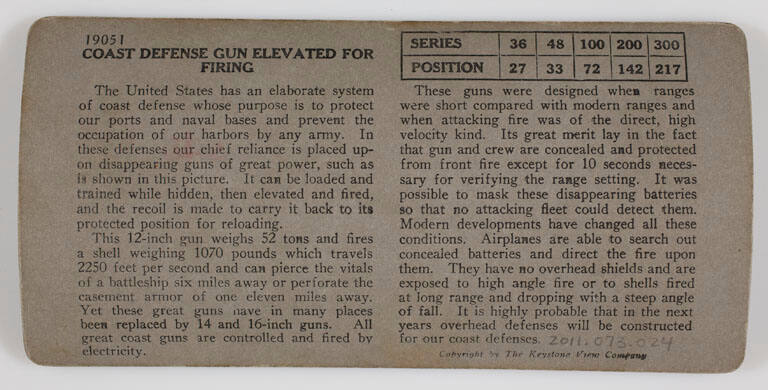 19051
COAST DEFENSE GUN ELEVATED FOR
FIRING
The United States has an elaborate system
of coast defense whose purpose is to protect
our ports and naval bases and prevent the
occupation of our harbors by any army. In
these defenses our chief reliance is placed up-
on disappearing guns of great power, such as
is shown in this picture. It can be loaded and
trained while hidden, then elevated and fired,
and the recoil is made to carry it back to its
protected position for reloading.
This 12-inch gun weighs 52 tons and fires
a shell weighing 1070 pounds which travels
2250 feet per second and can pierce the vitals
of a battleship six miles away or perforate the
casement armor of one eleven miles away.
Yet these great guns have in many places
been replaced by 14 and 16-inch guns. All
great coast guns are controlled and fired by
electricity.
SERIES 36 48 100 200 300
POSITION 27 33 72 142 217
These guns were designed when ranges
were short compared with modern ranges and
when attacking fire was of the direct, high
velocity kind. Its great merit lay in the fact
that gun and crew are concealed and protected
from front fire except for 10 seconds neces-
sary for verifying the range setting. It was
possible to mask these disappearing batteries
so that no attacking fleet could detect them.
Modern developments have changed all these
conditions. Airplanes are able to search out
concealed batteries and direct the fire upon
them. They have no overhead shields and are
exposed to high angle fire or to shells fired
at long range and dropping with a steep angle
of fall. It is highly probable that in the next
years overhead defenses will be constructed
for our coast defenses. 2011.073.024
Copyright by The Keystone View Company